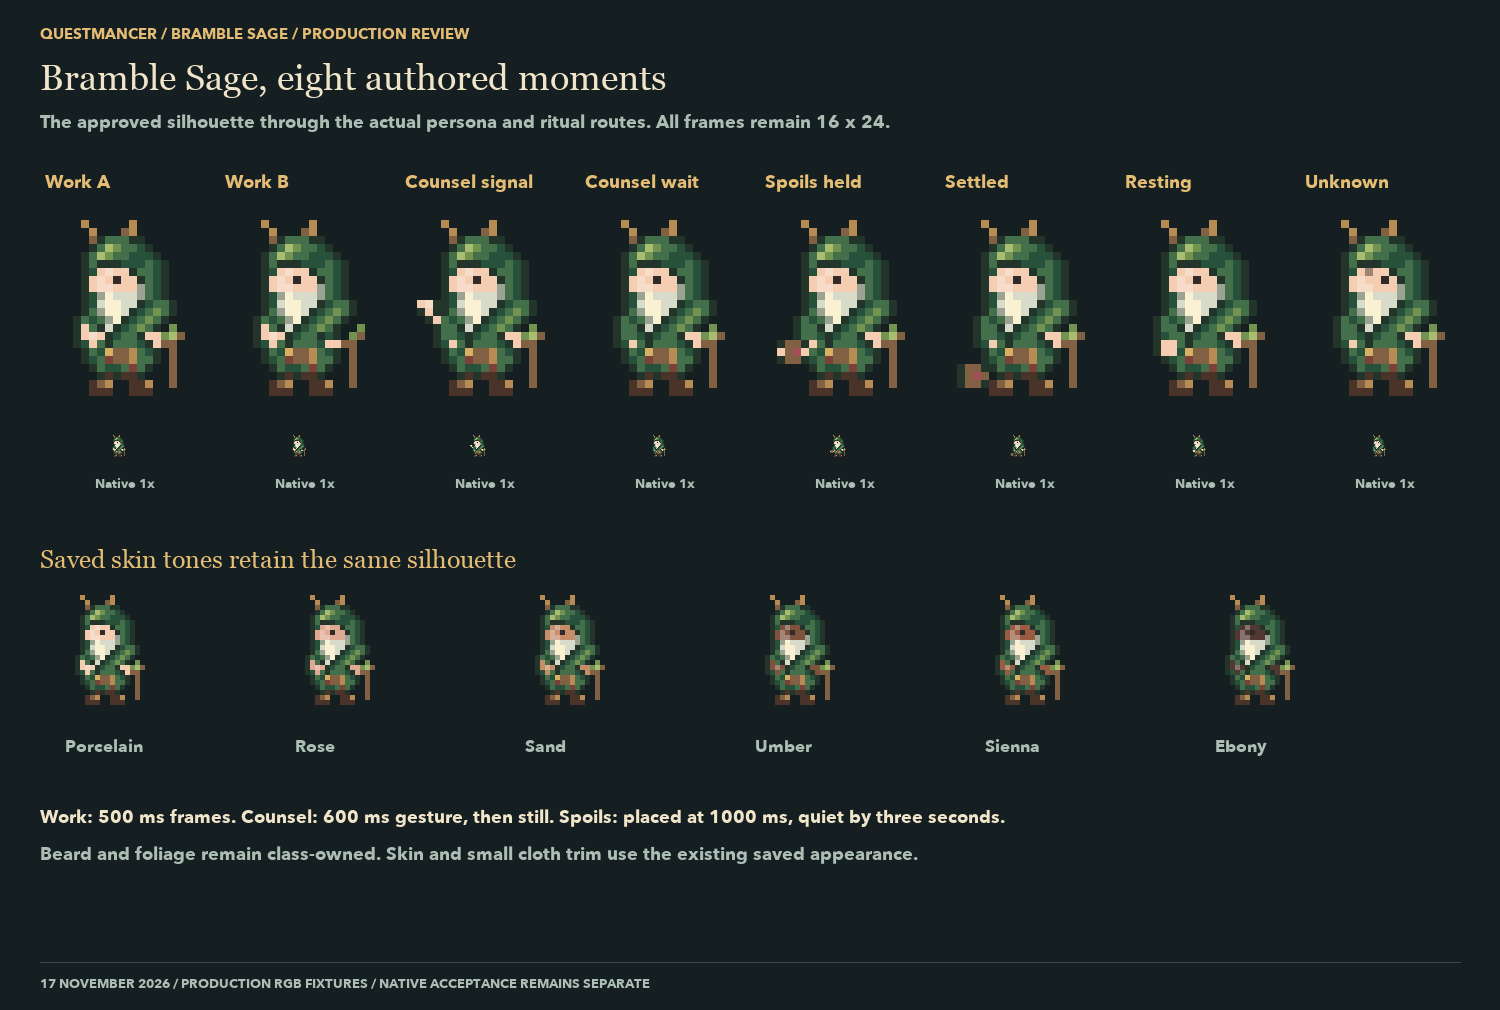 QUESTMANCER / BRAMBLE SAGE / PRODUCTION REVIEW
Bramble Sage, eight authored moments
The approved silhouette through the actual persona and ritual routes. All frames remain 16 x 24.
Work A Work B Counsel signal Counsel wait Spoils held Settled Resting Unknown
Native 1x Native 1x Native 1x Native 1x Native 1x Native 1x Native 1x Native 1x
Saved skin tones retain the same silhouette
Porcelain Rose Sand Umber Sienna Ebony
Work: 500 ms frames. Counsel: 600 ms gesture, then still. Spoils: placed at 1000 ms, quiet by three seconds.
Beard and foliage remain class-owned. Skin and small cloth trim use the existing saved appearance.
17 NOVEMBER 2026 / PRODUCTION RGB FIXTURES / NATIVE ACCEPTANCE REMAINS SEPARATE